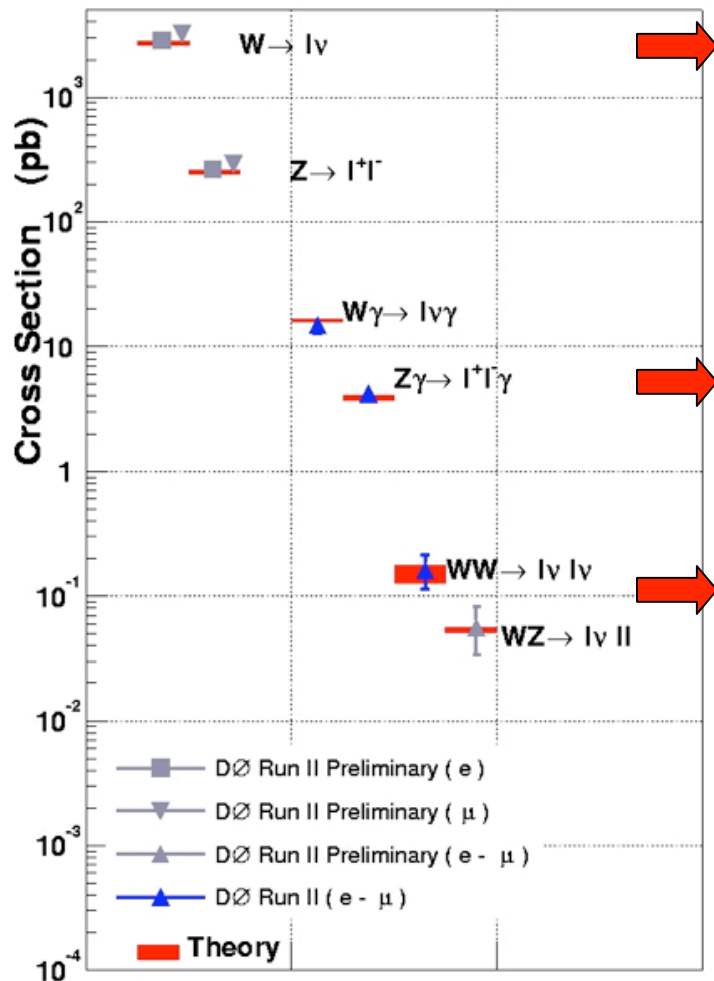 Cross Section (pb)
10³
10²
10
1
10⁻¹
10⁻²
10⁻³
10⁻⁴
W→ lν
Z→ l⁺l⁻
Wγ→ lνγ
Zγ→ l⁺l⁻γ
WW→ lν lν
WZ→ lν ll
DØ Run II Preliminary ( e )
DØ Run II Preliminary ( μ )
DØ Run II Preliminary ( e - μ )
DØ Run II ( e - μ )
Theory